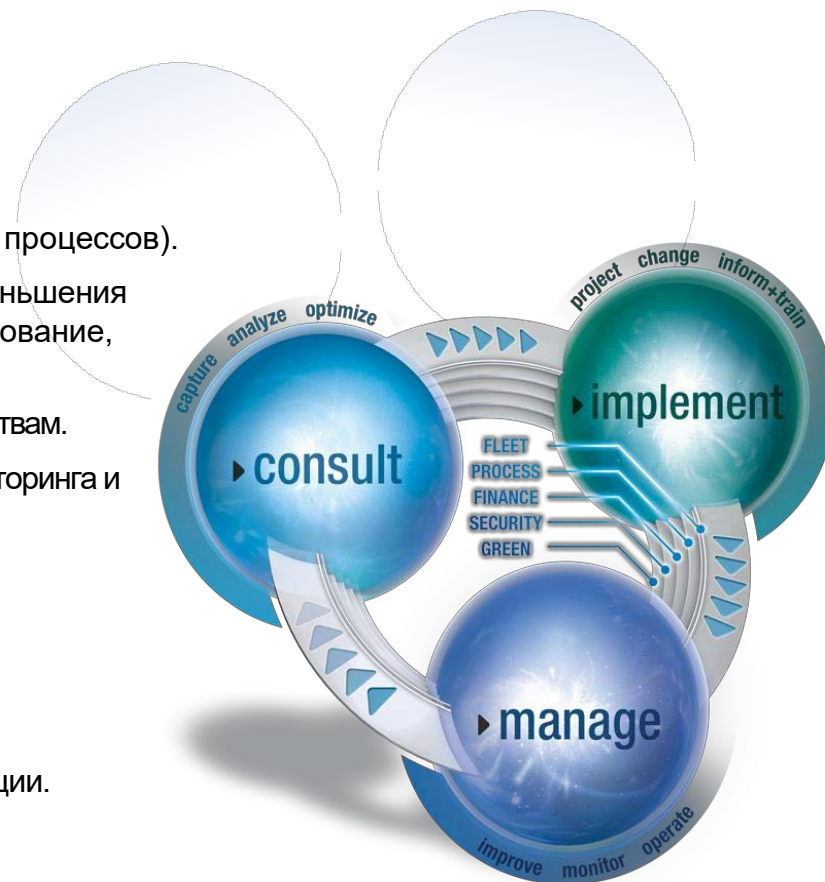 процессов).
ньшения
ование,
твам.
торинга и
ции.
capture analyze optimize
consult
project change inform+train
implement
FLEET
PROCESS
FINANCE
SECURITY
GREEN
manage
improve monitor operate